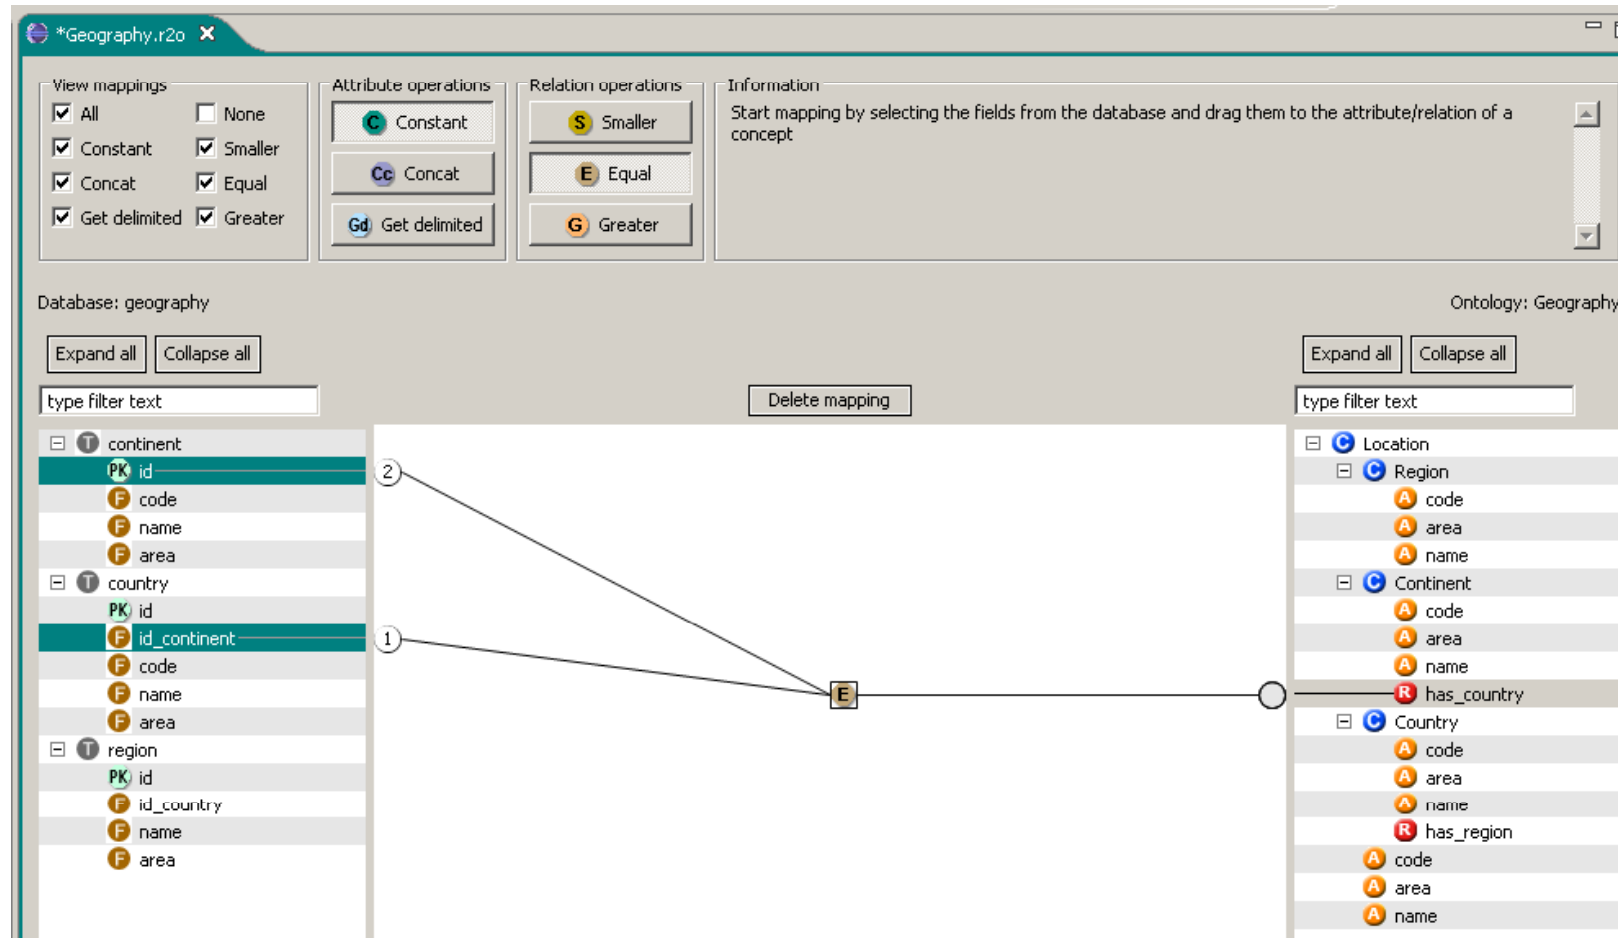 *Geography.r2o
View mappings
All None
Constant Smaller
Concat Equal
Get delimited Greater
Attribute operations
C Constant
Cc Concat
Gd Get delimited
Relation operations
S Smaller
E Equal
G Greater
Information
Start mapping by selecting the fields from the database and drag them to the attribute/relation of a
concept
Database: geography
Ontology: Geography
Expand all Collapse all
Expand all Collapse all
type filter text
Delete mapping
type filter text
T continent
PK id
F code
F name
F area
T country
PK id
F id_continent
F code
F name
F area
T region
PK id
F id_country
F name
F area
2
1
E
C Location
C Region
A code
A area
A name
C Continent
A code
A area
A name
R has_country
C Country
A code
A area
A name
R has_region
A code
A area
A name